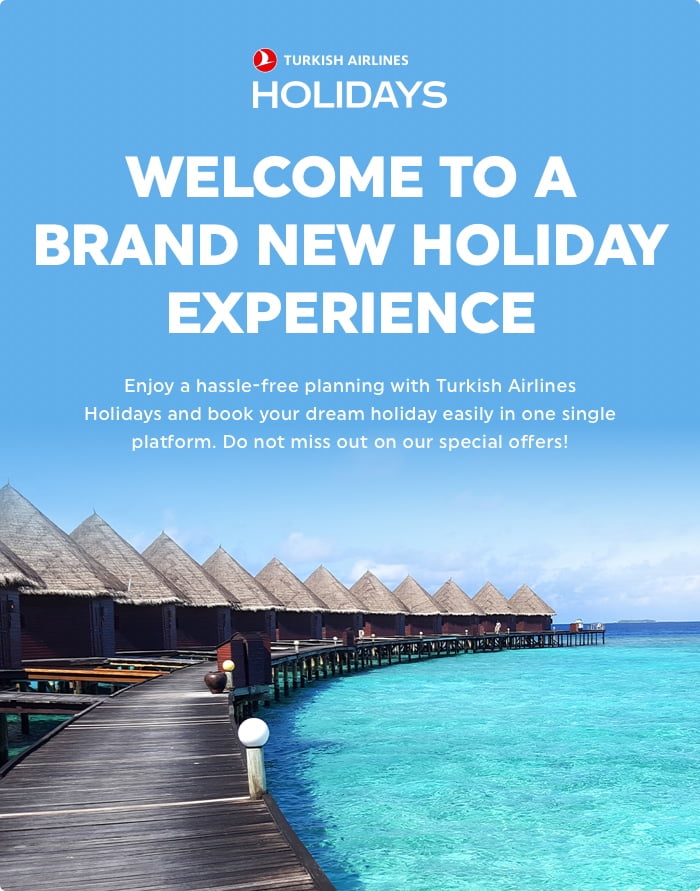 TURKISH AIRLINES
HOLIDAYS
WELCOME TO A
BRAND NEW HOLIDAY
EXPERIENCE
Enjoy a hassle-free planning with Turkish Airlines
Holidays and book your dream holiday easily in one single
platform. Do not miss out on our special offers!